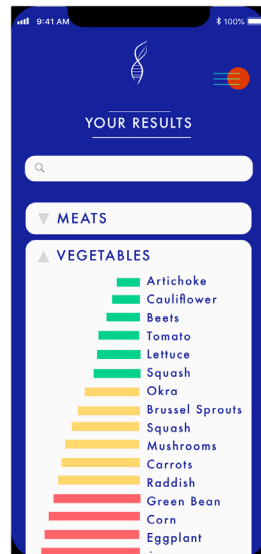 9:41 AM
100%
YOUR RESULTS
MEATS
VEGETABLES
Artichoke
Cauliflower
Beets
Tomato
Lettuce
Squash
Okra
Brussel Sprouts
Squash
Mushrooms
Carrots
Raddish
Green Bean
Corn
Eggplant